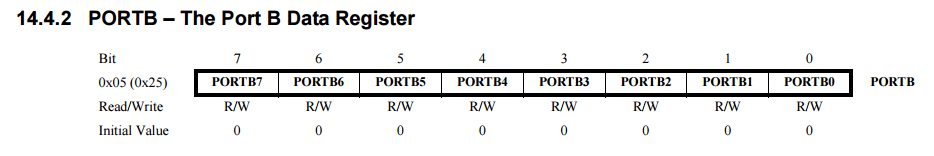 14.4.2 PORTB – The Port B Data Register
Bit 7 6 5 4 3 2 1 0
0x05 (0x25) PORTB7 PORTB6 PORTB5 PORTB4 PORTB3 PORTB2 PORTB1 PORTB0 PORTB
Read/Write R/W R/W R/W R/W R/W R/W R/W R/W
Initial Value 0 0 0 0 0 0 0 0